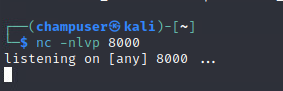 ┌──(champuser㉿kali)-[~]
└─$ nc -nlvp 8000
listening on [any] 8000 ...